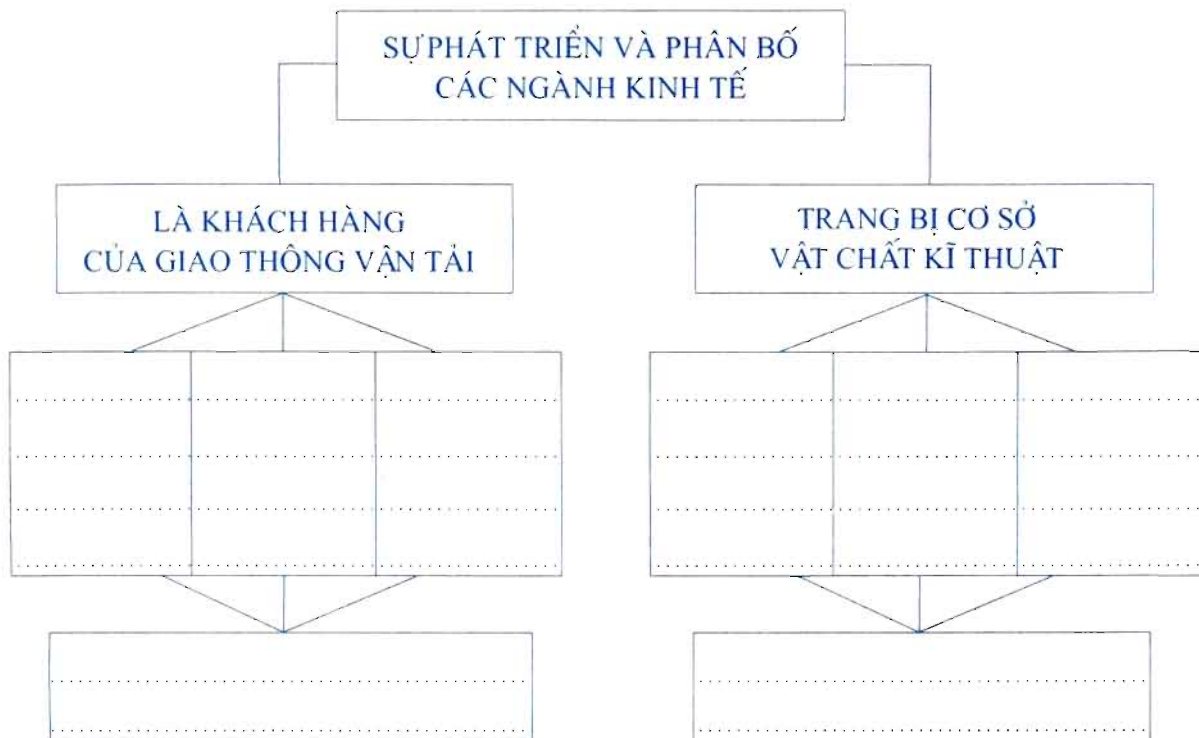 SỰ PHÁT TRIỂN VÀ PHÂN BỐ
CÁC NGÀNH KINH TẾ
LÀ KHÁCH HÀNG
CỦA GIAO THÔNG VẬN TẢI
TRANG BỊ CƠ SỞ
VẬT CHẤT KĨ THUẬT